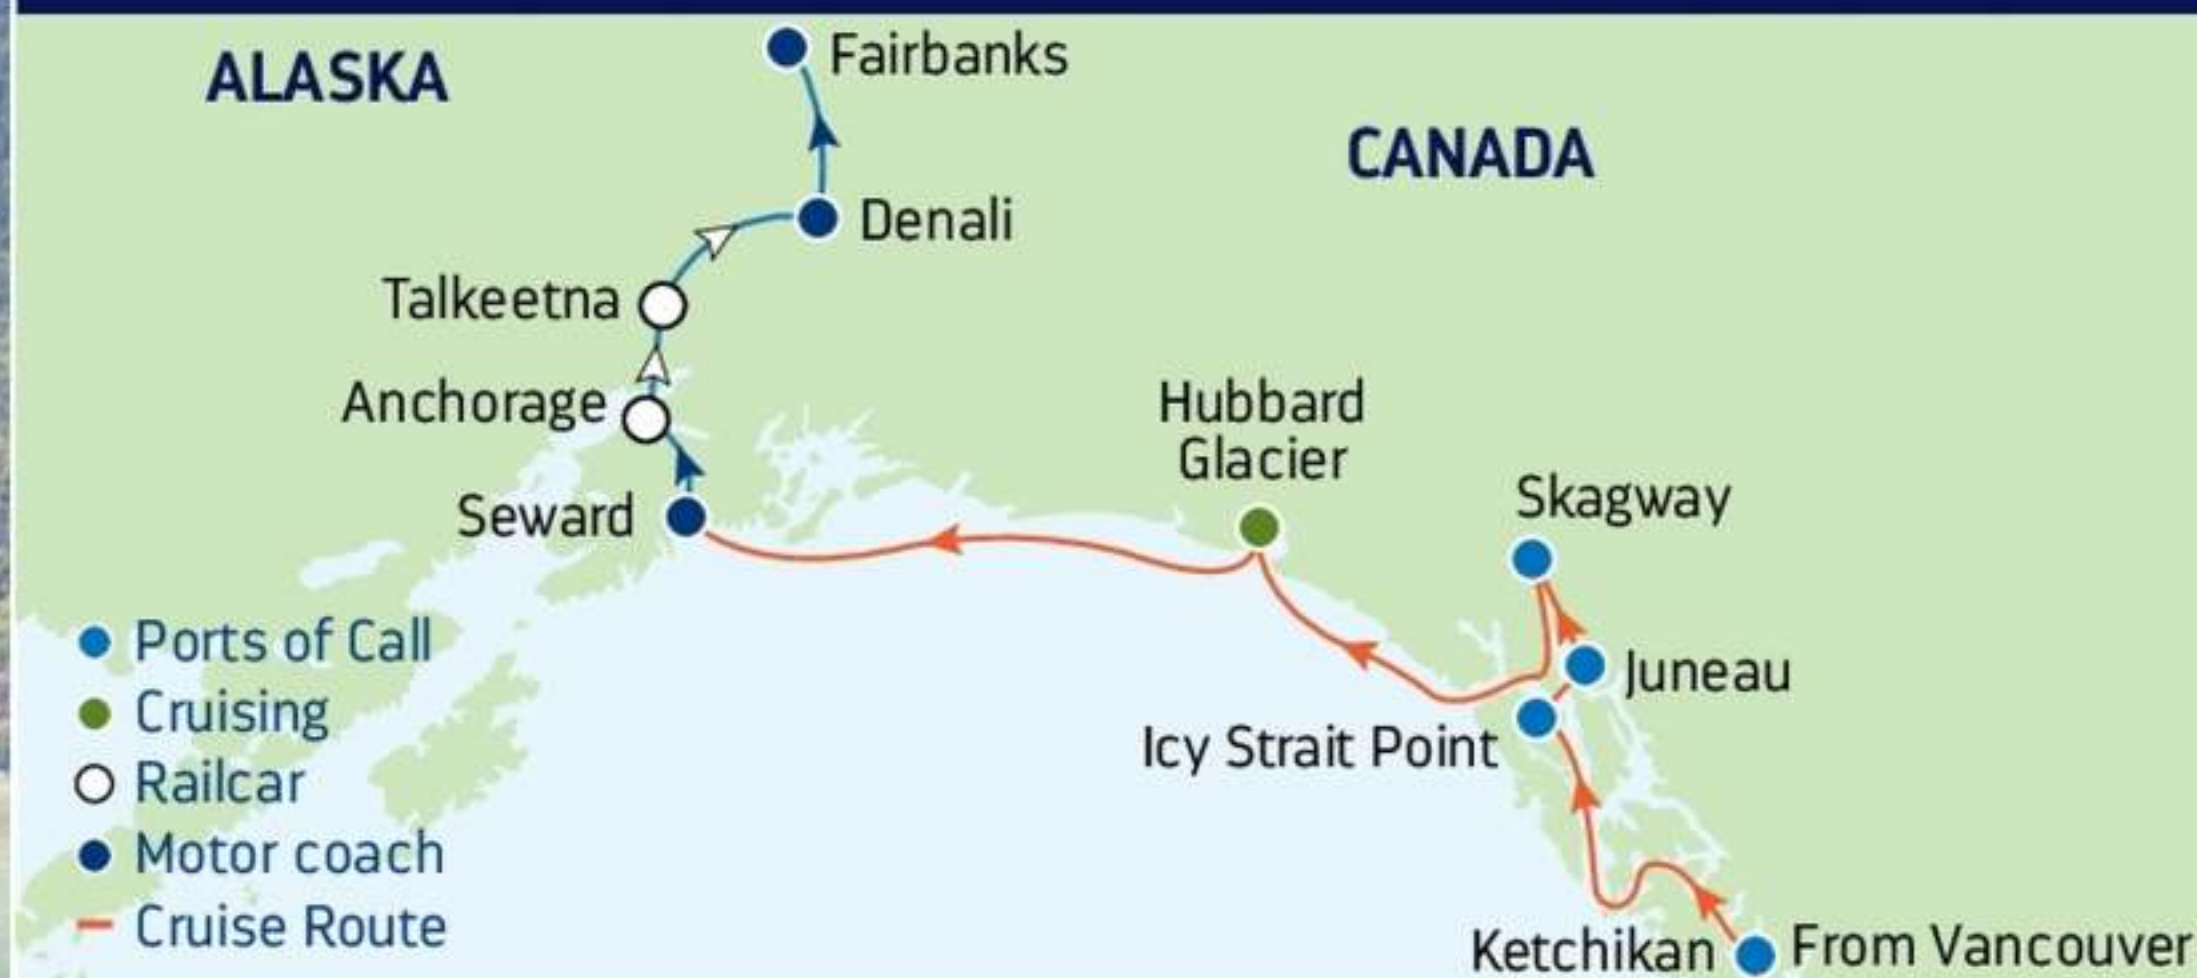 ALASKA
Fairbanks
CANADA
Denali
Talkeetna
Anchorage
Hubbard
Glacier
Skagway
Seward
Juneau
Icy Strait Point
Ketchikan
From Vancouver
Ports of Call
Cruising
Railcar
Motor coach
Cruise Route